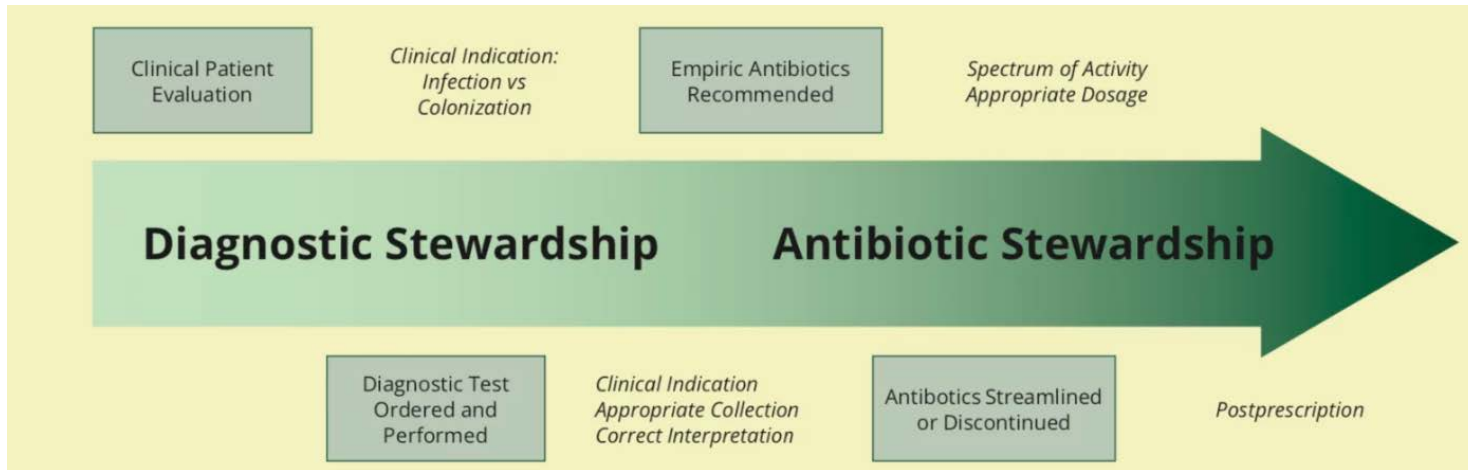 Clinical Patient
Evaluation
Clinical Indication:
Infection vs
Colonization
Empiric Antibiotics
Recommended
Spectrum of Activity
Appropriate Dosage
Diagnostic Stewardship
Antibiotic Stewardship
Diagnostic Test
Ordered and
Performed
Clinical Indication
Appropriate Collection
Correct Interpretation
Antibotics Streamlined
or Discontinued
Postprescription